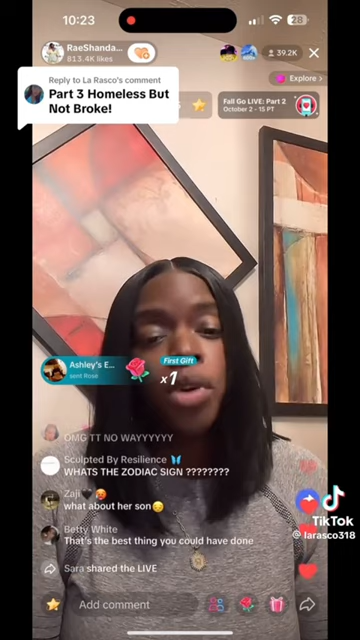 10:23
28
RaeShanda...
813.4K likes
39.2K
Explore >
Reply to La Rasco's comment
Part 3 Homeless But
Not Broke!
Fall Go LIVE: Part 2
October 2 - 15 PT
Ashley's E...
sent Rose
First Gift
x1
OMG TT NO WAYYYYYY
Sculpted By Resilience
WHATS THE ZODIAC SIGN ????????
Zaji
what about her son
Betty White
That's the best thing you could have done
Sara shared the LIVE
TikTok
@larasco318
Add comment